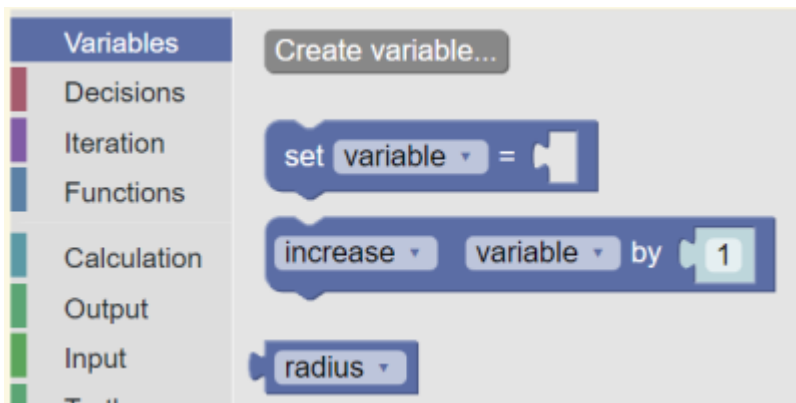 Variables
Decisions
Iteration
Functions
Calculation
Output
Input
Create variable...
set variable =
increase variable by 1
radius